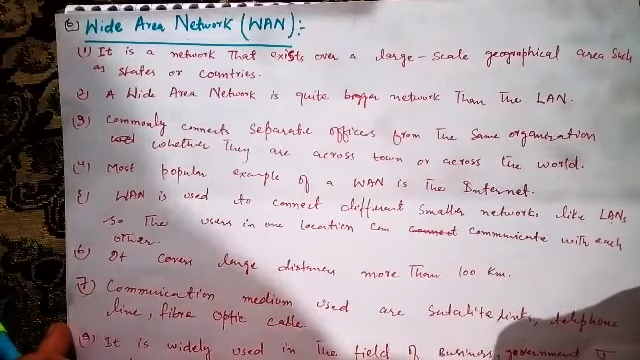 (b) Wide Area Network (WAN) :-
(1) It is a network That exists over a large-scale geographical area Such
as states or countries.
(2) A Wide Area Network is quite bigger network Than The LAN.
(3) Commonly connects Separate offices from The Same organization
whether They are across town or across the world.
(4) Most popular example of a WAN is The Internet.
(5) WAN is used to connect different Smaller networks like LANs
So The users in one location can communicate with each
other.
(6) It covers large distances more Than 100 Km.
(7) Communication medium used are Satalite links, telephone
line, fibre optic cable.
(8) It is widely used in The field of Business, government